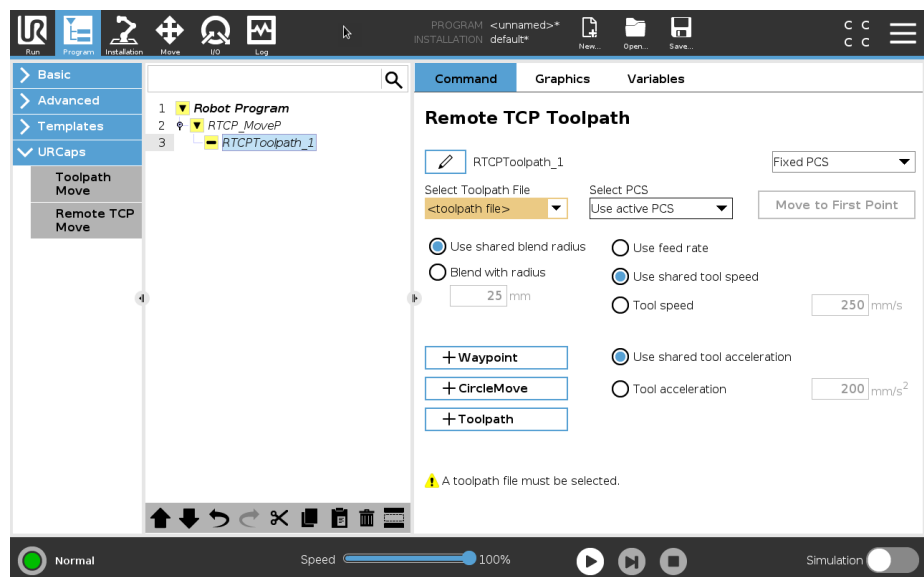 PROGRAM <unnamed>*
INSTALLATION default*
Run
Program
Installation
Move
I/O
Log
New...
Open...
Save...
C C
C C
Basic
Advanced
Templates
URCaps
Toolpath
Move
Remote TCP
Move
1 Robot Program
2 RTCP_MoveP
3 RTCPToolpath_1
Command Graphics Variables
Remote TCP Toolpath
RTCPToolpath_1
Fixed PCS
Select Toolpath File
<toolpath file>
Select PCS
Use active PCS
Move to First Point
Use shared blend radius
Blend with radius
25 mm
Use feed rate
Use shared tool speed
Tool speed 250 mm/s
+ Waypoint
+ CircleMove
+ Toolpath
Use shared tool acceleration
Tool acceleration 200 mm/s²
A toolpath file must be selected.
Normal
Speed 100%
Simulation